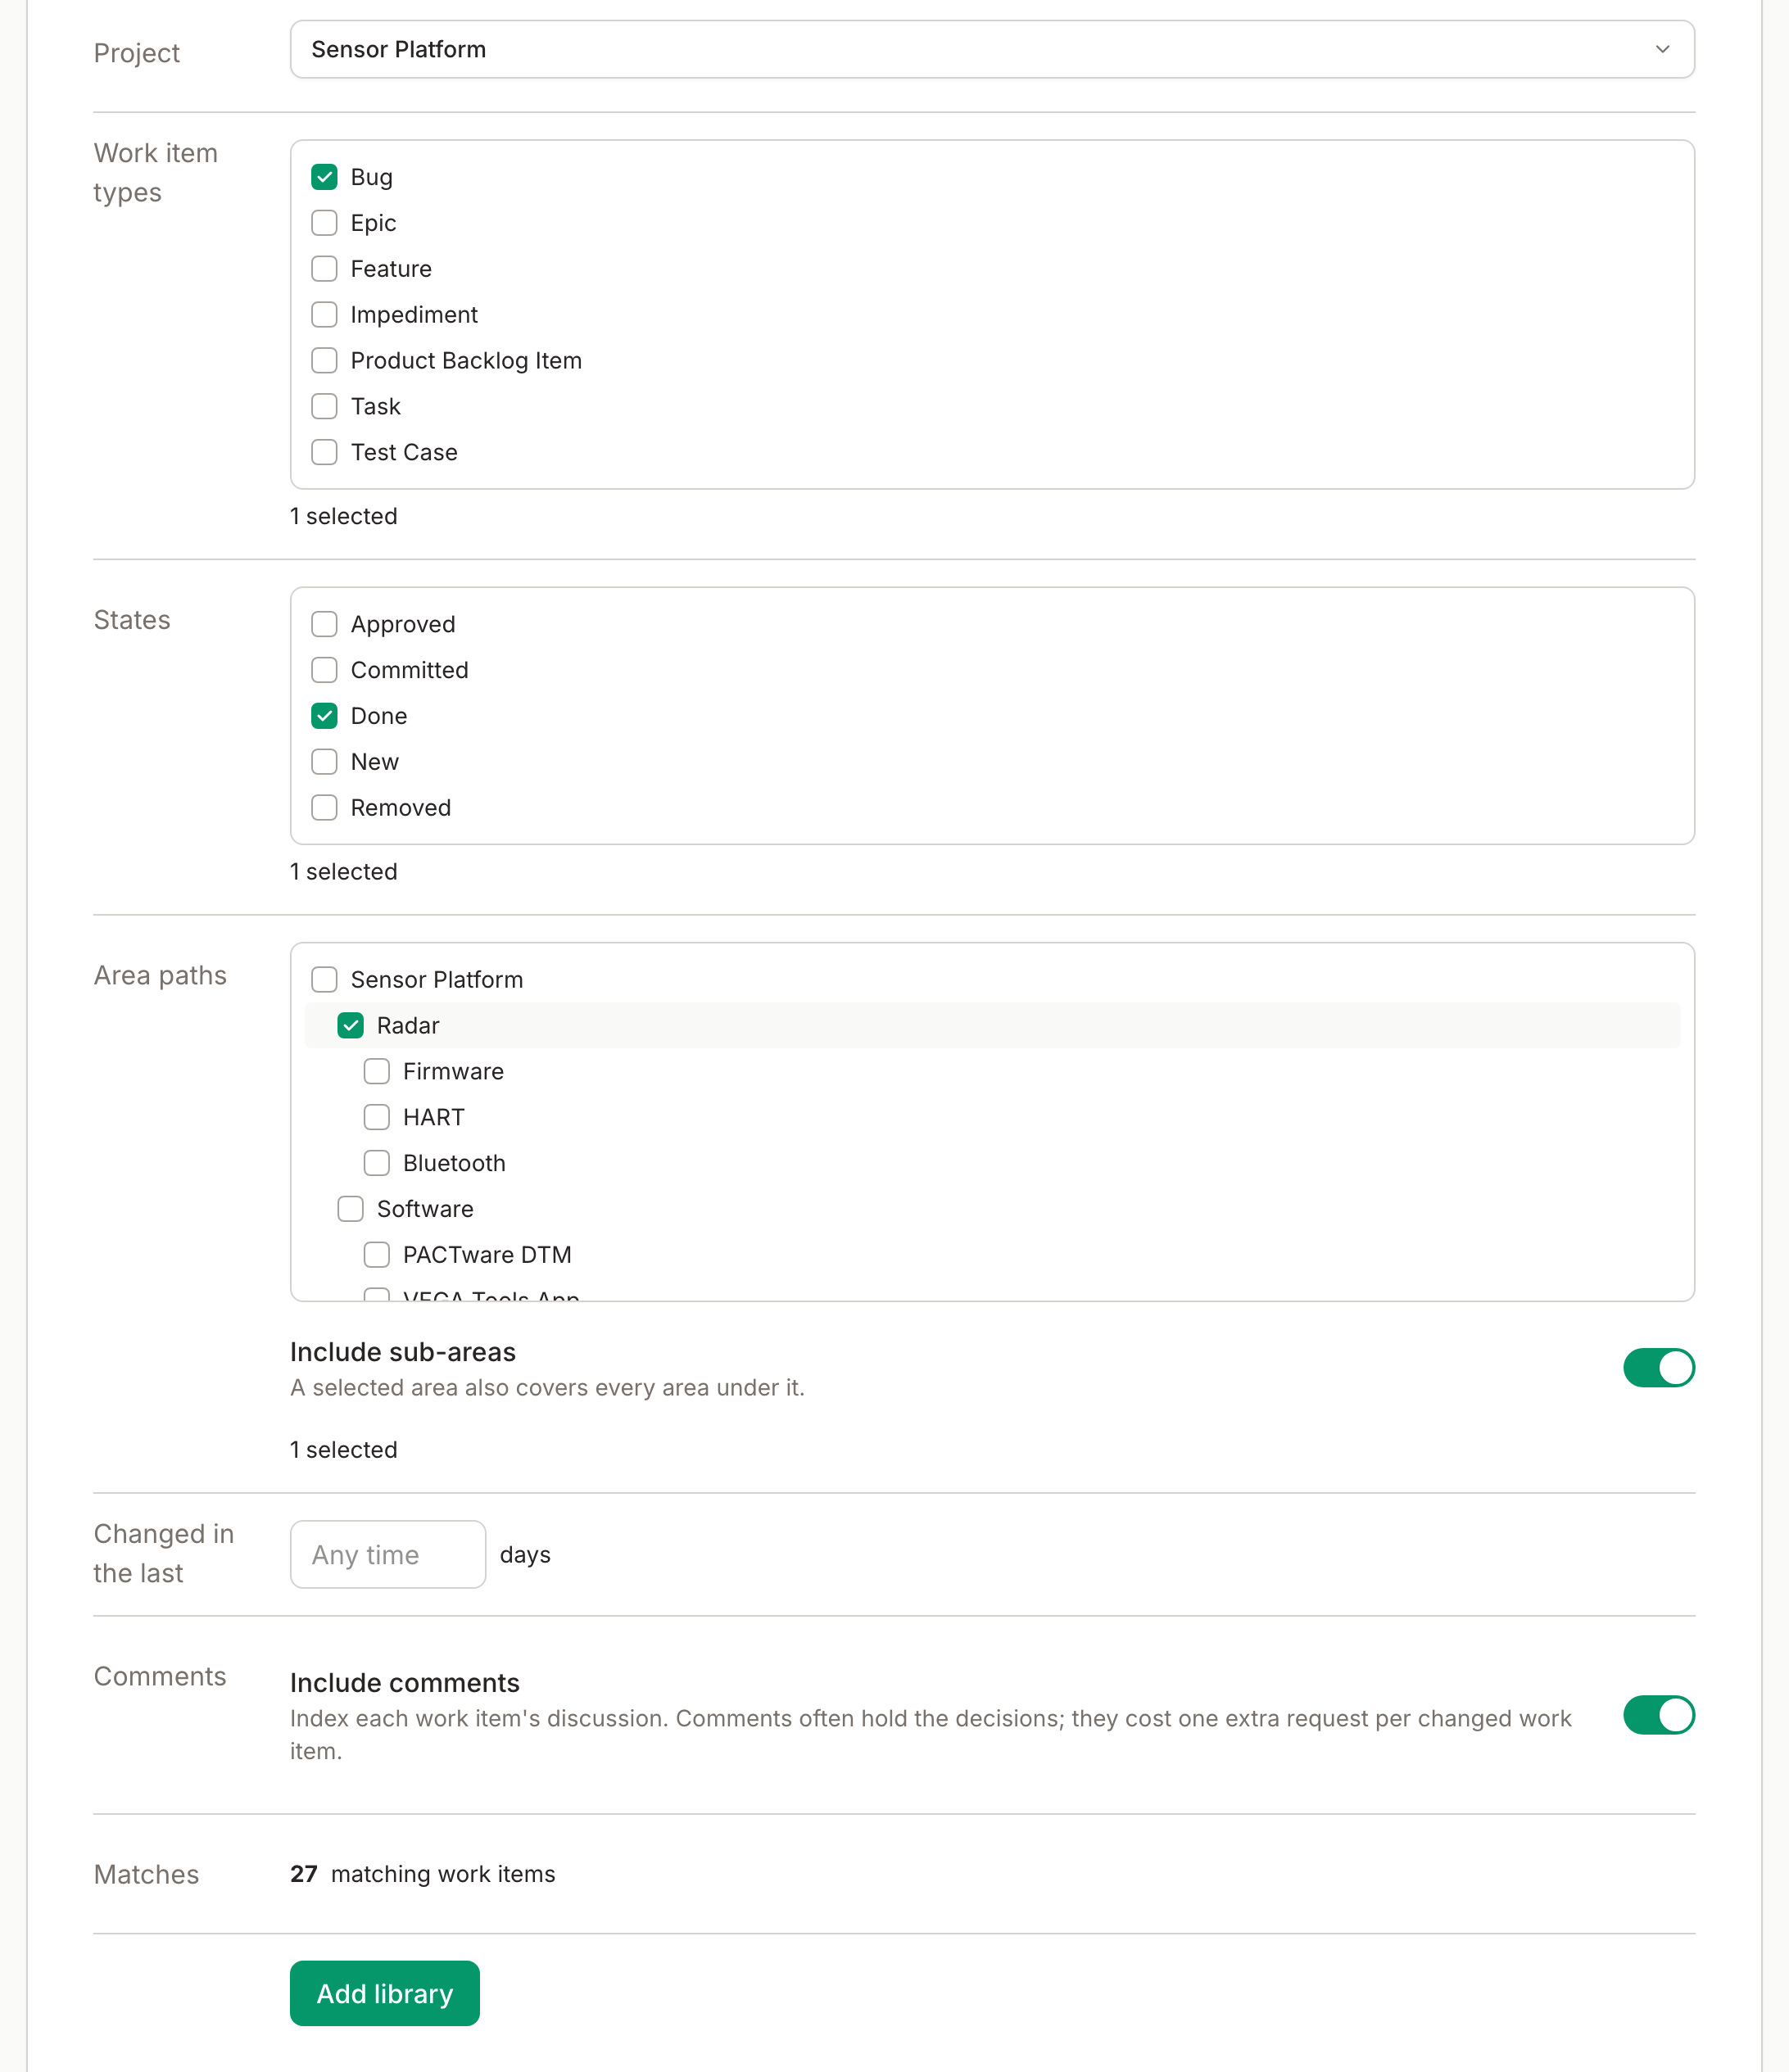 Project
Sensor Platform
Work item
types
Bug
Epic
Feature
Impediment
Product Backlog Item
Task
Test Case
1 selected
States
Approved
Committed
Done
New
Removed
1 selected
Area paths
Sensor Platform
Radar
Firmware
HART
Bluetooth
Software
PACTware DTM
VEGA Tools App
Include sub-areas
A selected area also covers every area under it.
1 selected
Changed in
the last
Any time
days
Comments
Include comments
Index each work item's discussion. Comments often hold the decisions; they cost one extra request per changed work
item.
Matches
27 matching work items
Add library